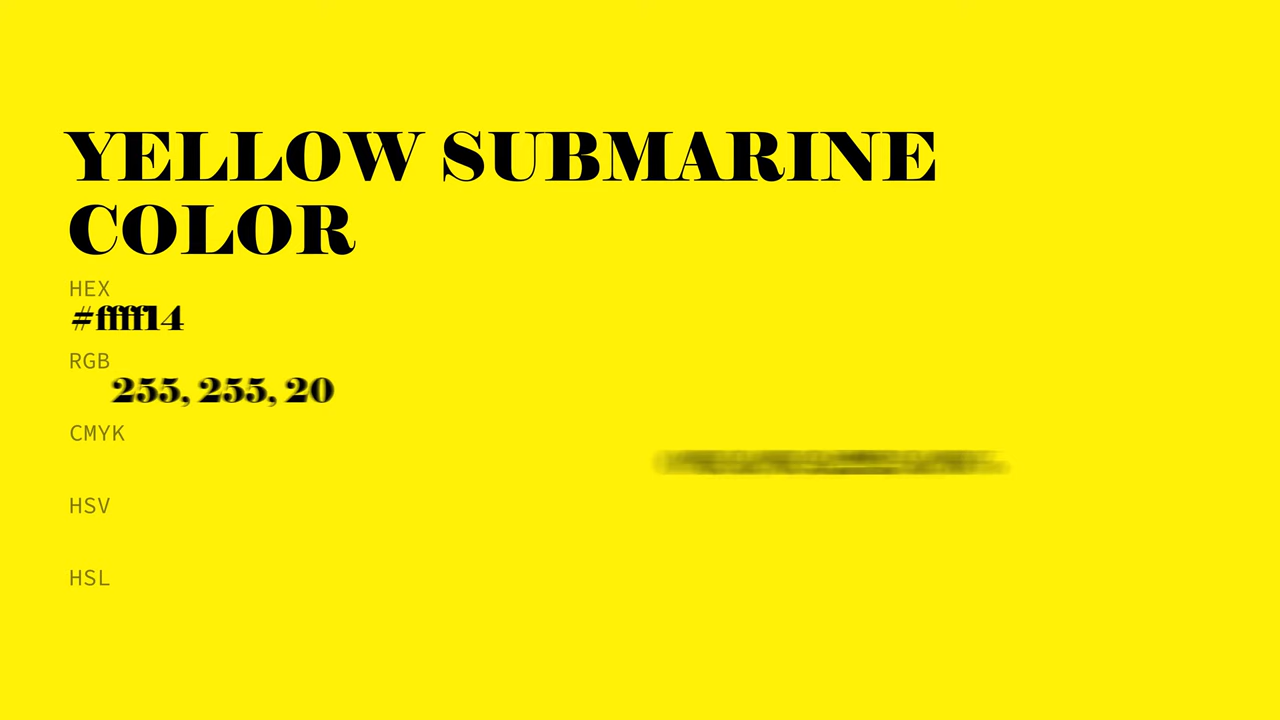 YELLOW SUBMARINE
COLOR
HEX
#ffff14
RGB
255, 255, 20
CMYK
HSV
HSL